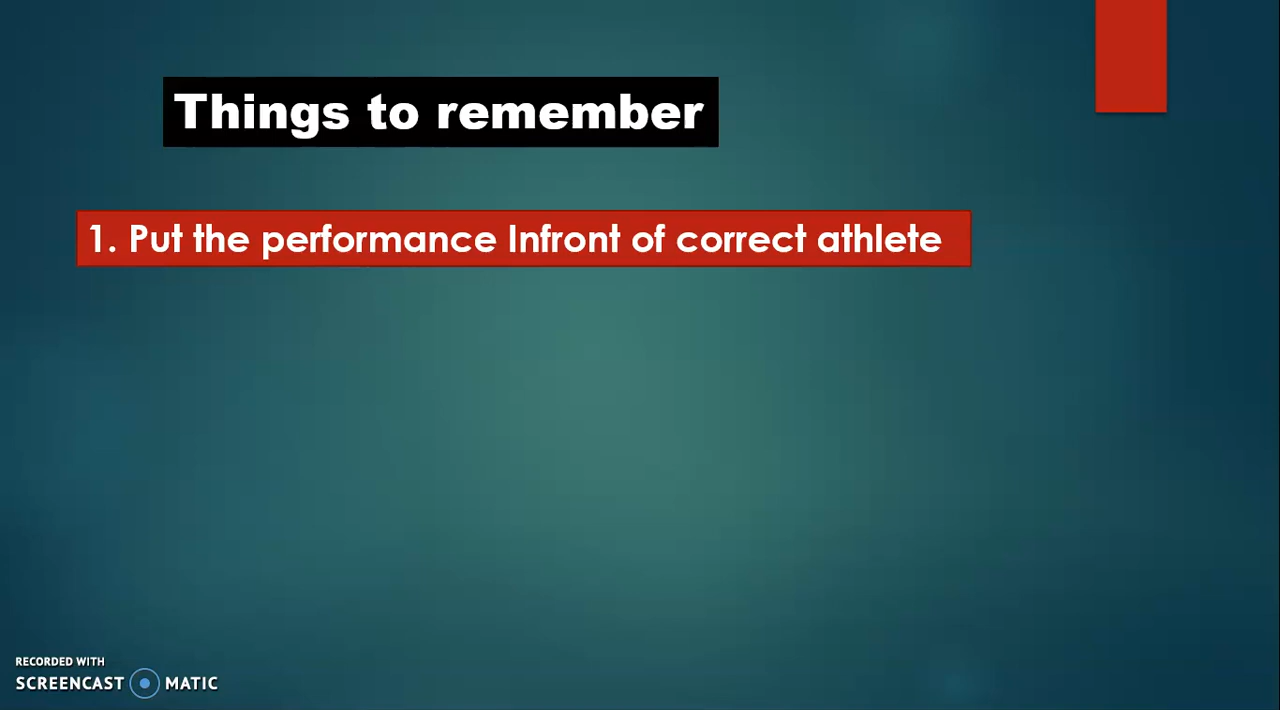 Things to remember
1. Put the performance Infront of correct athlete
RECORDED WITH
SCREENCAST MATIC